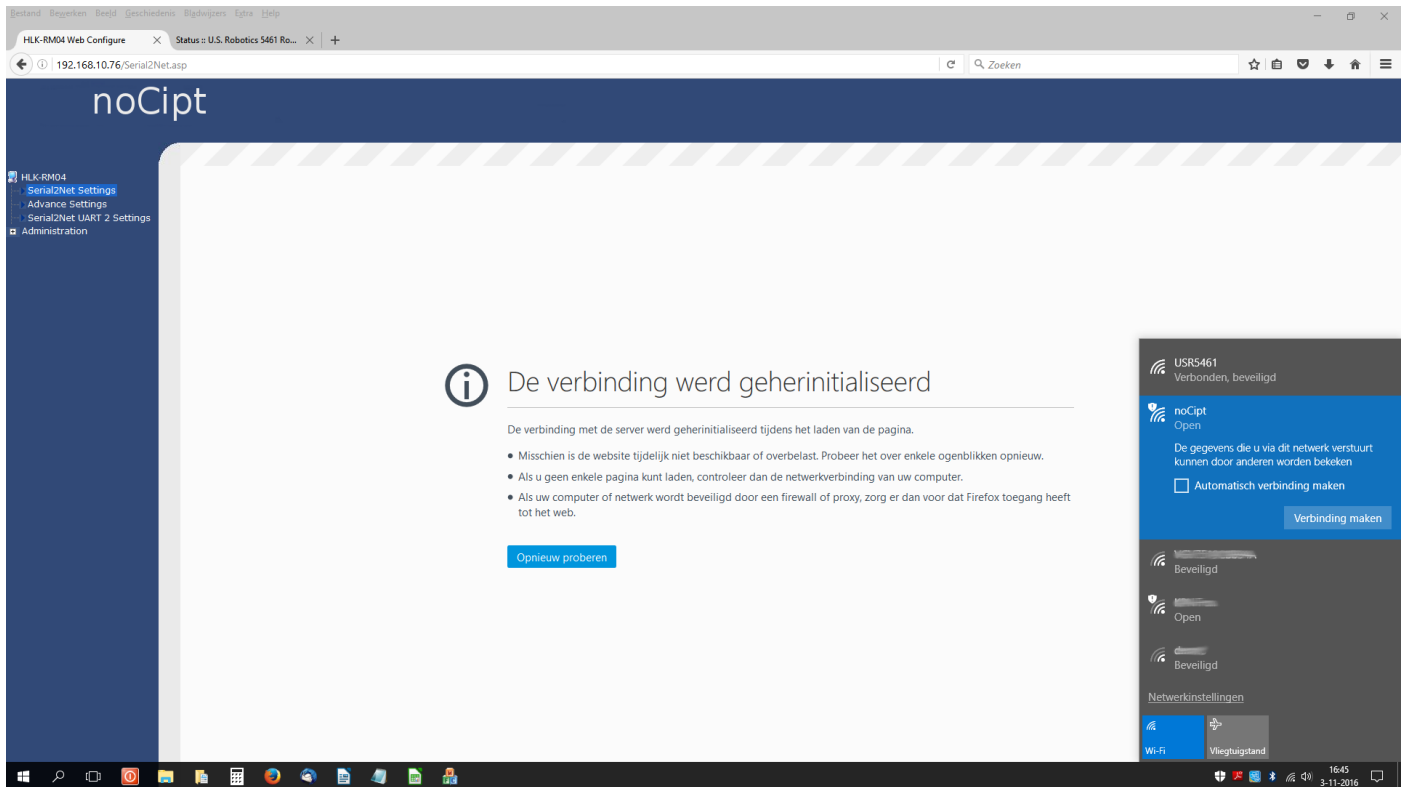 Bestand Bewerken Beeld Geschiedenis Bladwijzers Extra Help
HLK-RM04 Web Configure
Status :: U.S. Robotics 5461 Ro...
192.168.10.76/Serial2Net.asp
Zoeken
noCipt
HLK-RM04
Serial2Net Settings
Advance Settings
Serial2Net UART 2 Settings
Administration
De verbinding werd geherinitialiseerd
De verbinding met de server werd geherinitialiseerd tijdens het laden van de pagina.
• Misschien is de website tijdelijk niet beschikbaar of overbelast. Probeer het over enkele ogenblikken opnieuw.
• Als u geen enkele pagina kunt laden, controleer dan de netwerkverbinding van uw computer.
• Als uw computer of netwerk wordt beveiligd door een firewall of proxy, zorg er dan voor dat Firefox toegang heeft
tot het web.
Opnieuw proberen
USR5461
Verbonden, beveiligd
noCipt
Open
De gegevens die u via dit netwerk verstuurt
kunnen door anderen worden bekeken
Automatisch verbinding maken
Verbinding maken
Beveiligd
Open
Beveiligd
Netwerkinstellingen
Wi-Fi
Vliegtuigstand
16:45
3-11-2016